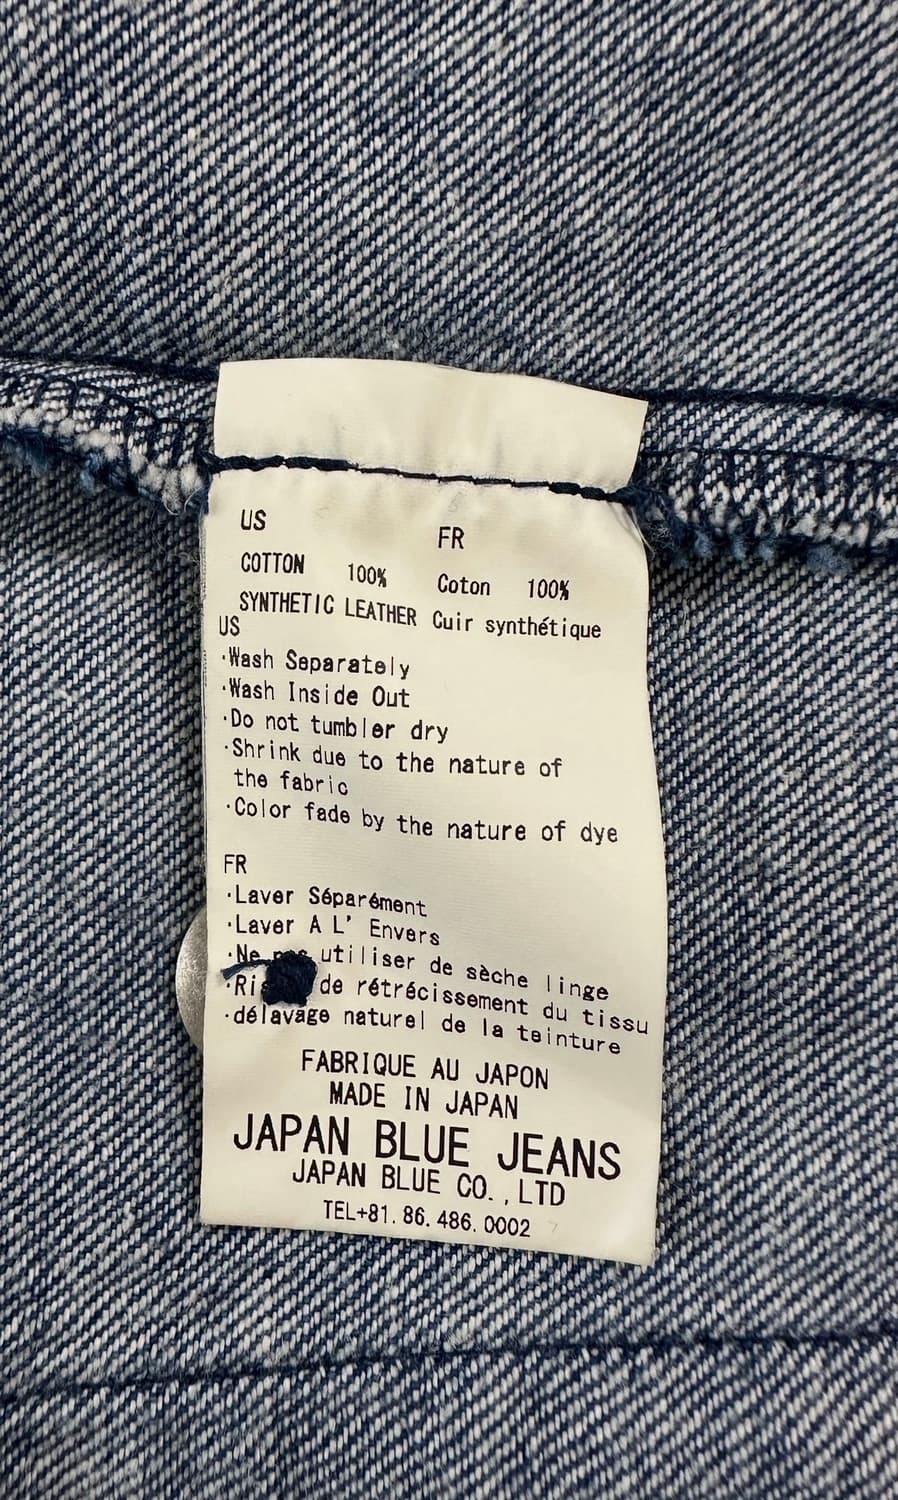 US
FR
COTTON 100%
Coton 100%
SYNTHETIC LEATHER
Cuir synthétique
US
·Wash Separately
·Wash Inside Out
·Do not tumbler dry
·Shrink due to the nature of
the fabric
·Color fade by the nature of dye
FR
·Laver Séparément
·Laver A L' Envers
·Ne utiliser de sèche linge
de rétrécissement du tissu
·délavage naturel de la teinture
FABRIQUE AU JAPON
MADE IN JAPAN
JAPAN BLUE JEANS
JAPAN BLUE CO.,LTD
TEL+81.86.486.0002